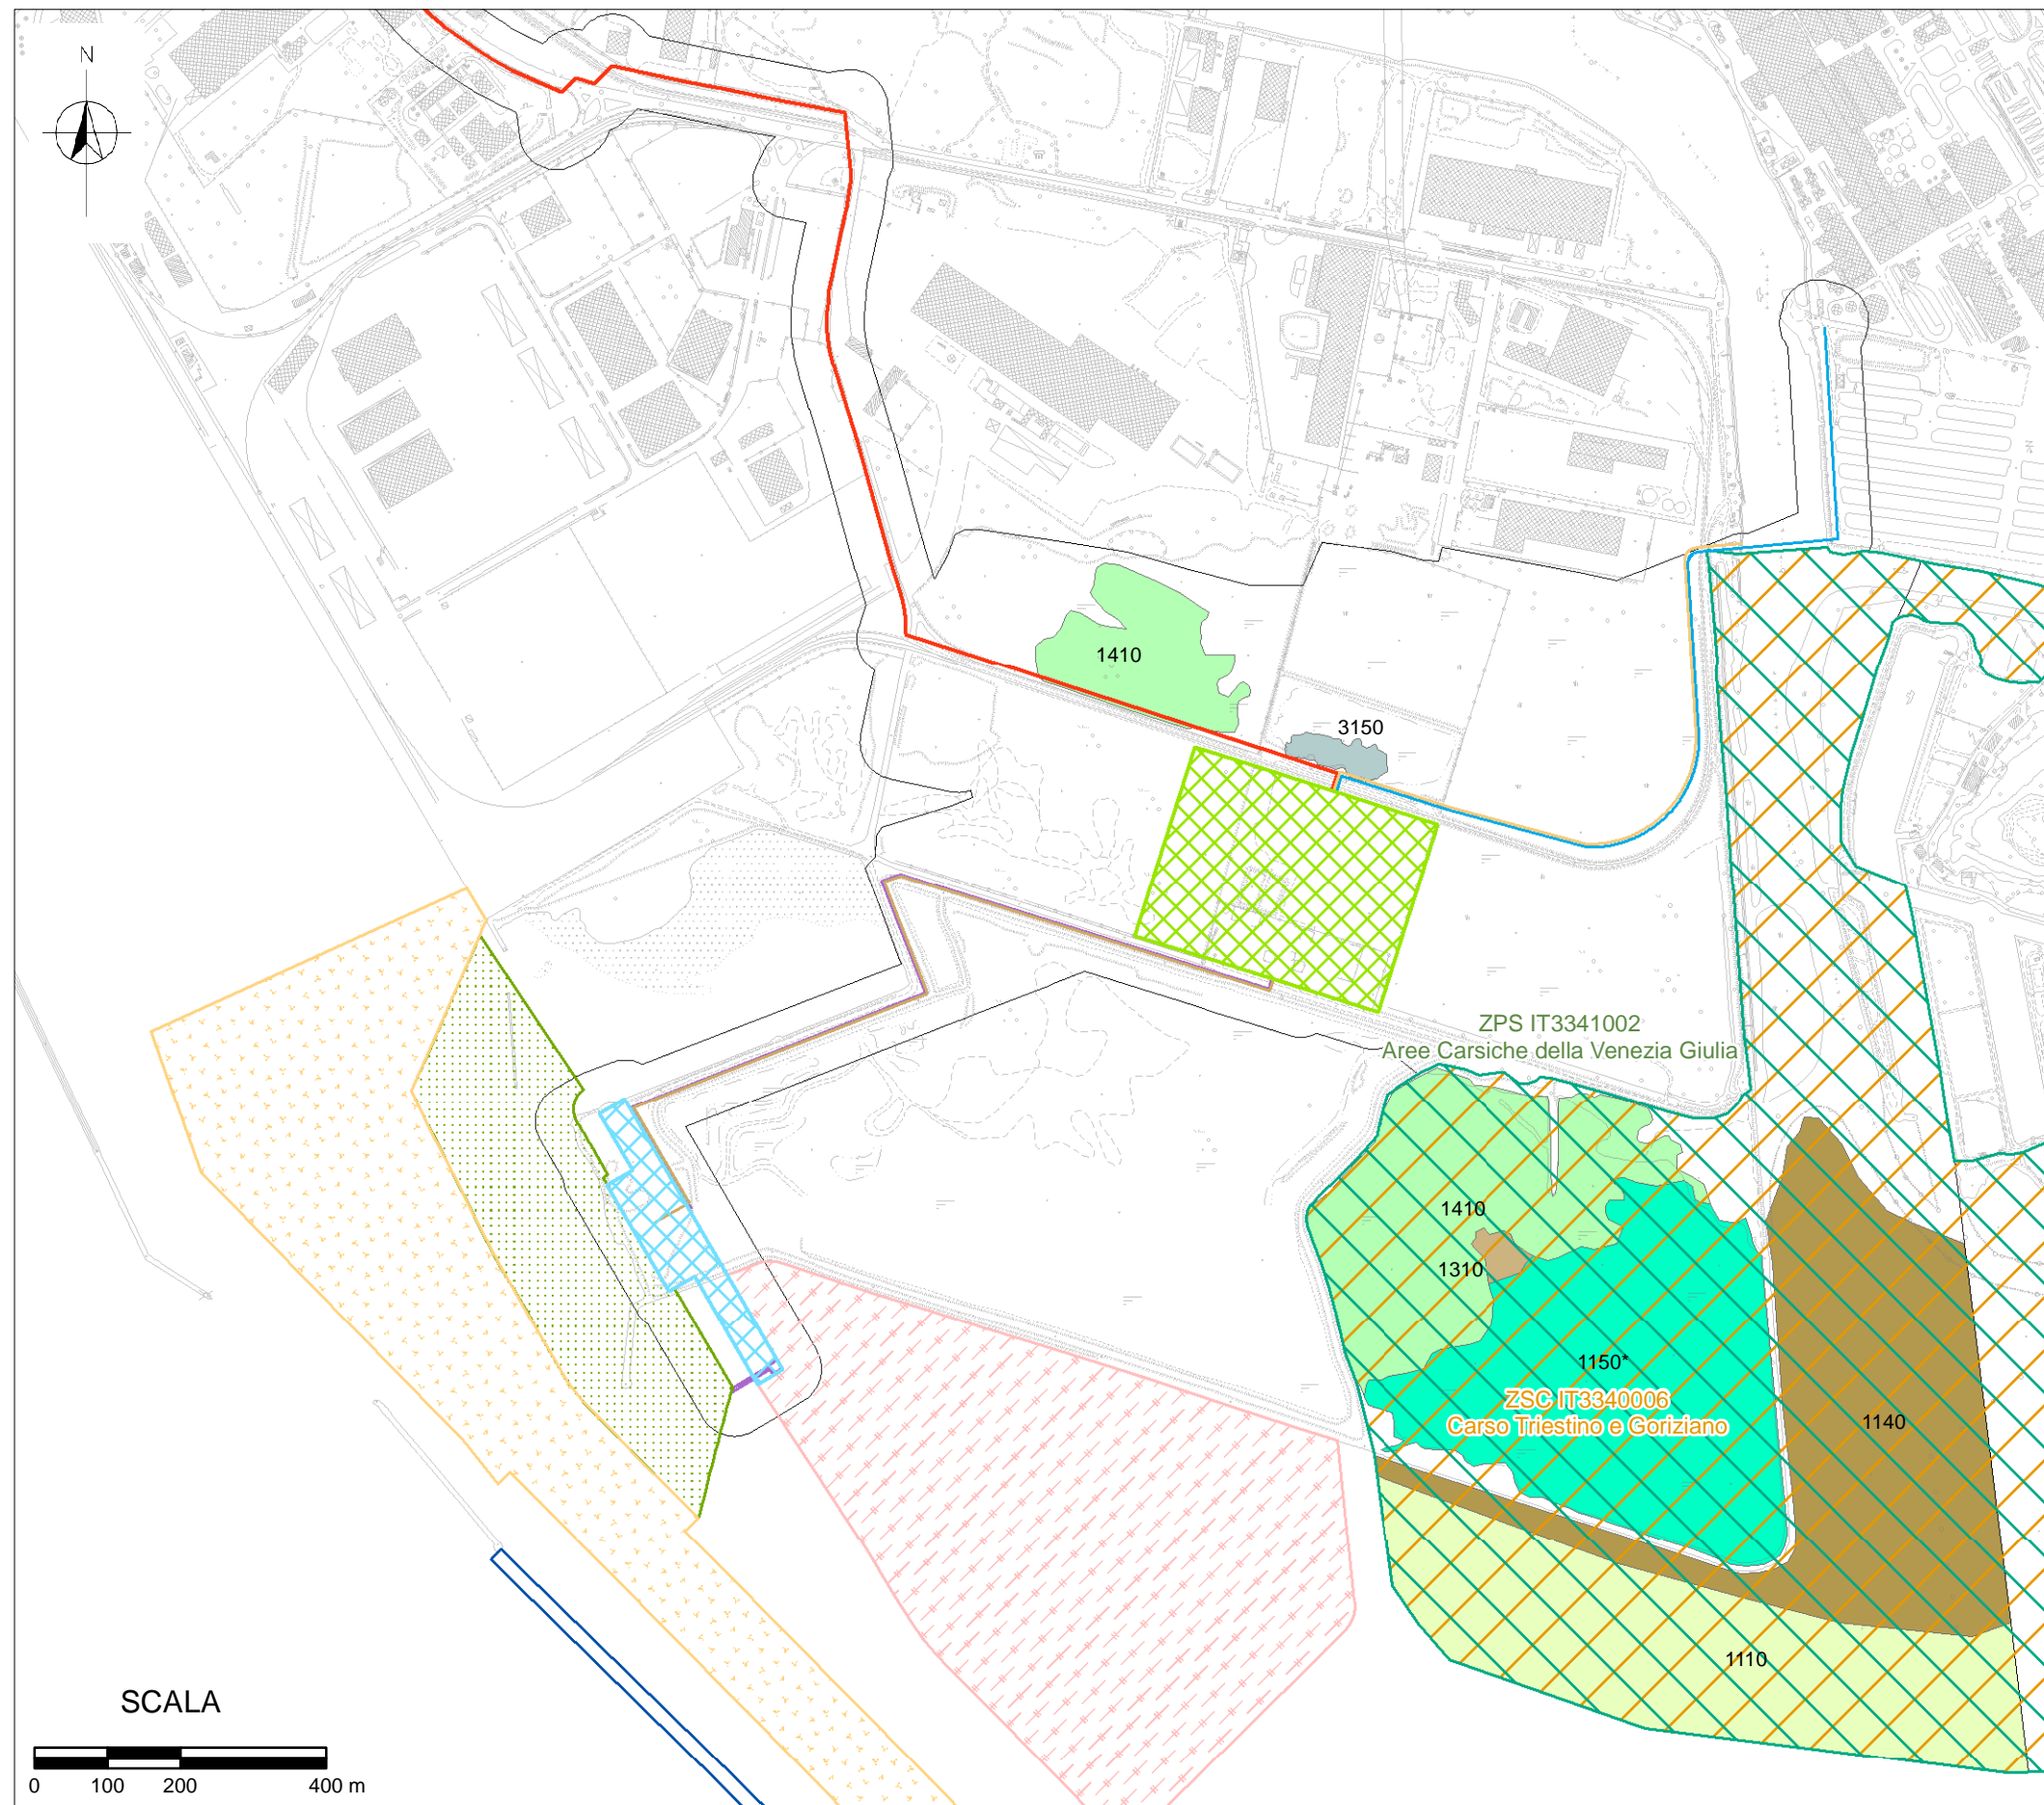 N
1410
3150
ZPS IT3341002
Aree Carsiche della Venezia Giulia
1410
1310
1150*
ZSC IT3340006
Carso Triestino e Goriziano
1140
1110
SCALA
0 100 200 400 m